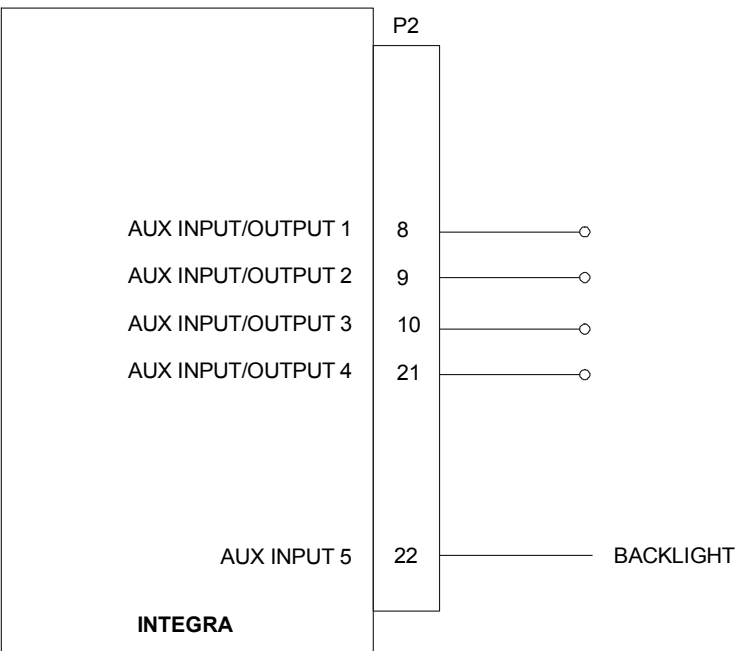 P2
AUX INPUT/OUTPUT 1 8
AUX INPUT/OUTPUT 2 9
AUX INPUT/OUTPUT 3 10
AUX INPUT/OUTPUT 4 21
AUX INPUT 5 22 BACKLIGHT
INTEGRA